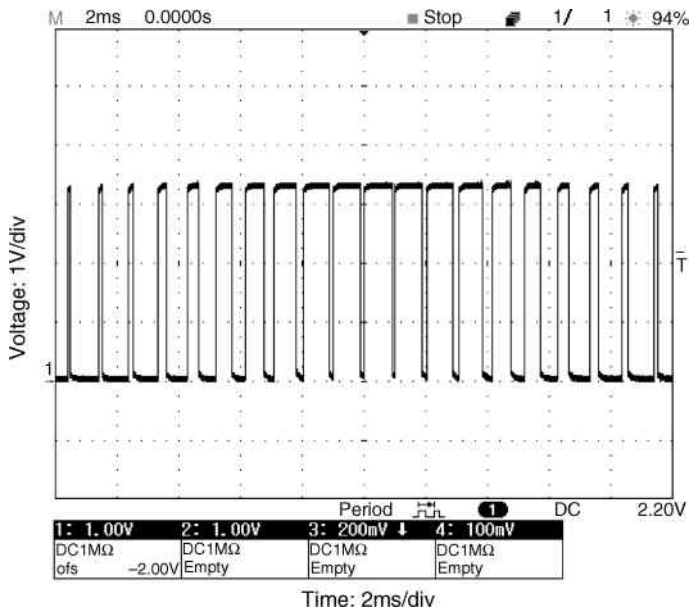 M 2ms 0.0000s Stop 1/ 1 94%
Voltage: 1V/div
1
T
Period 1 DC 2.20V
1: 1.00V 2: 1.00V 3: 200mV ↓ 4: 100mV
DC1MΩ DC1MΩ DC1MΩ DC1MΩ
ofs −2.00V Empty Empty Empty
Time: 2ms/div